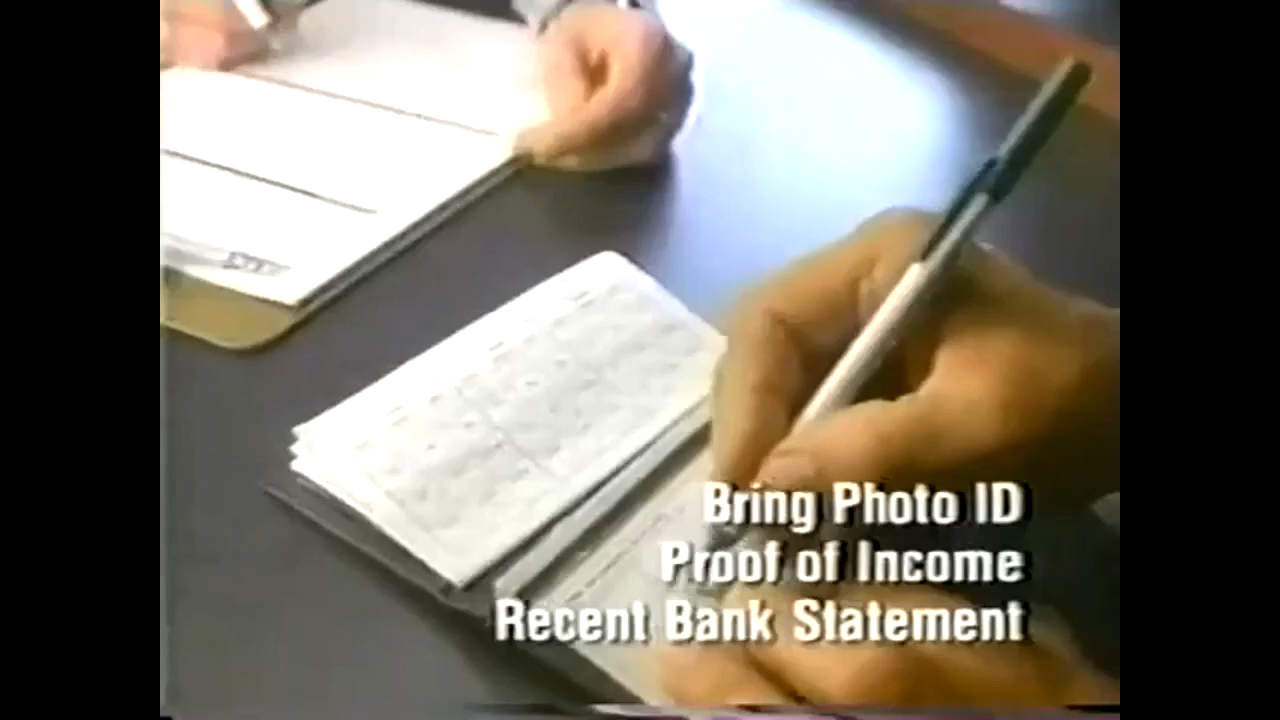 Bring Photo ID
Proof of Income
Recent Bank Statement